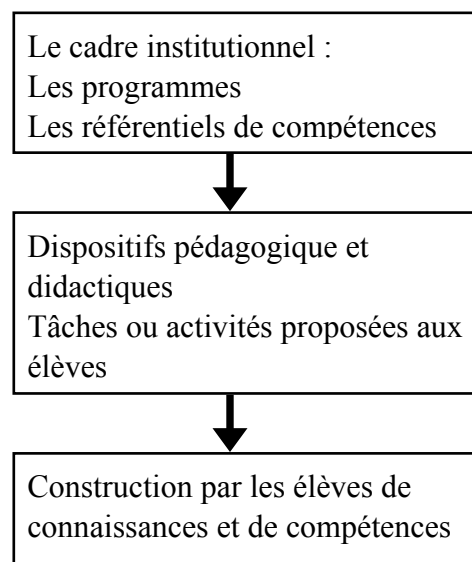 Le cadre institutionnel :
Les programmes
Les référentiels de compétences
Dispositifs pédagogique et
didactiques
Tâches ou activités proposées aux
élèves
Construction par les élèves de
connaissances et de compétences